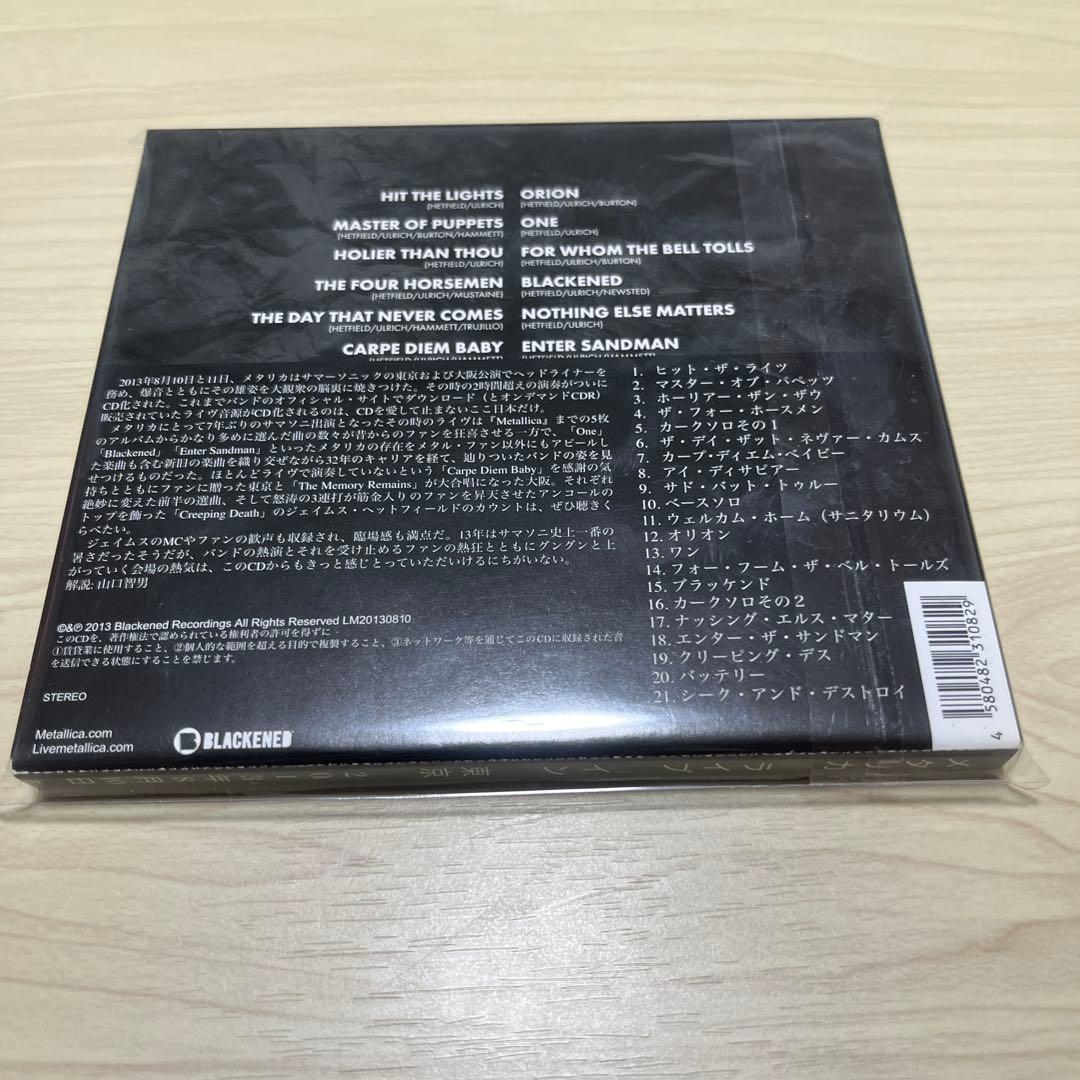 HIT THE LIGHTS
(HETFIELD/ULRICH)
MASTER OF PUPPETS
(HETFIELD/ULRICH/BURTON/HAMMETT)
HOLIER THAN THOU
(HETFIELD/ULRICH)
THE FOUR HORSEMEN
(HETFIELD/ULRICH/MUSTAINE)
THE DAY THAT NEVER COMES
(HETFIELD/ULRICH/HAMMETT/TRUJILLO)
CARPE DIEM BABY
(HETFIELD/ULRICH/HAMMETT)
ORION
(HETFIELD/ULRICH/BURTON)
ONE
(HETFIELD/ULRICH)
FOR WHOM THE BELL TOLLS
(HETFIELD/ULRICH/BURTON)
BLACKENED
(HETFIELD/ULRICH/NEWSTED)
NOTHING ELSE MATTERS
(HETFIELD/ULRICH)
ENTER SANDMAN
(HETFIELD/ULRICH/HAMMETT)
2013年8月10日と11日、メタリカはサマーソニックの東京および大阪公演でヘッドライナーを
務め、爆音とともにその雄姿を大観衆の脳裏に焼きつけた。その時の2時間超えの演奏がついに
CD化された。これまでバンドのオフィシャル・サイトでダウンロード（とオンデマンドCDR）
販売されていたライヴ音源がCD化されるのは、CDを愛して止まないここ日本だけ。
メタリカにとって7年ぶりのサマソニ出演となったその時のライヴは『Metallica』までの5枚
のアルバムからかなり多めに選んだ曲の数々が昔からのファンを狂喜させる一方で、「One」
「Blackened」「Enter Sandman」といったメタリカの存在をメタル・ファン以外にもアピールし
た楽曲も含む新旧の楽曲を織り交ぜながら32年のキャリアを経て、辿りついたバンドの姿を見
せつけるものだった。ほとんどライヴで演奏していないという「Carpe Diem Baby」を感謝の気
持ちとともにファンに贈った東京と「The Memory Remains」が大合唱になった大阪。それぞれ
絶妙に変えた前半の選曲、そして怒涛の3連打が筋金入りのファンを昇天させたアンコールの
トップを飾った「Creeping Death」のジェイムス・ヘットフィールドのカウントは、ぜひ聴きく
らべたい。
ジェイムスのMCやファンの歓声も収録され、臨場感も満点だ。13年はサマソニ史上一番の
暑さだったそうだが、バンドの熱演とそれを受け止めるファンの熱狂とともにグングンと上
がっていく会場の熱気は、このCDからもきっと感じとっていただけるにちがいない。
解説: 山口智男
©&℗ 2013 Blackened Recordings All Rights Reserved LM20130810
このCDを、著作権法で認められている権利者の許可を得ずに
①賃貸業に使用すること、②個人的な範囲を超える目的で複製すること、③ネットワーク等を通じてこのCDに収録された音
を送信できる状態にすることを禁じます。
STEREO
Metallica.com
Livemetallica.com
BLACKENED
1. ヒット・ザ・ライツ
2. マスター・オブ・パペッツ
3. ホーリアー・ザン・ザウ
4. ザ・フォー・ホースメン
5. カークソロその１
6. ザ・デイ・ザット・ネヴァー・カムス
7. カープ・ディエム・ベイビー
8. アイ・ディサピアー
9. サド・バット・トゥルー
10. ベースソロ
11. ウェルカム・ホーム（サニタリウム）
12. オリオン
13. ワン
14. フォー・フーム・ザ・ベル・トールズ
15. ブラッケンド
16. カークソロその２
17. ナッシング・エルス・マター
18. エンター・ザ・サンドマン
19. クリーピング・デス
20. バッテリー
21. シーク・アンド・デストロイ
4 580482 310829
メタリカ ライブ・イン 東京 2013年8月10日